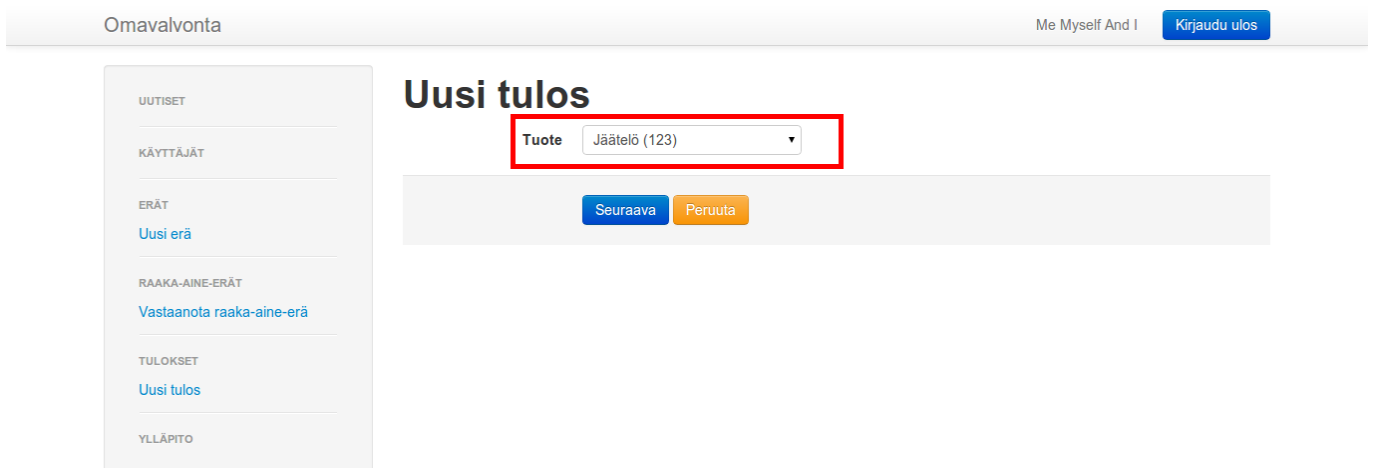 Omavalvonta
Me Myself And I
Kirjaudu ulos
UUTISET
KÄYTTÄJÄT
ERÄT
Uusi erä
RAAKA-AINE-ERÄT
Vastaanota raaka-aine-erä
TULOKSET
Uusi tulos
YLLÄPITO
Uusi tulos
Tuote Jäätelö (123)
Seuraava Peruuta